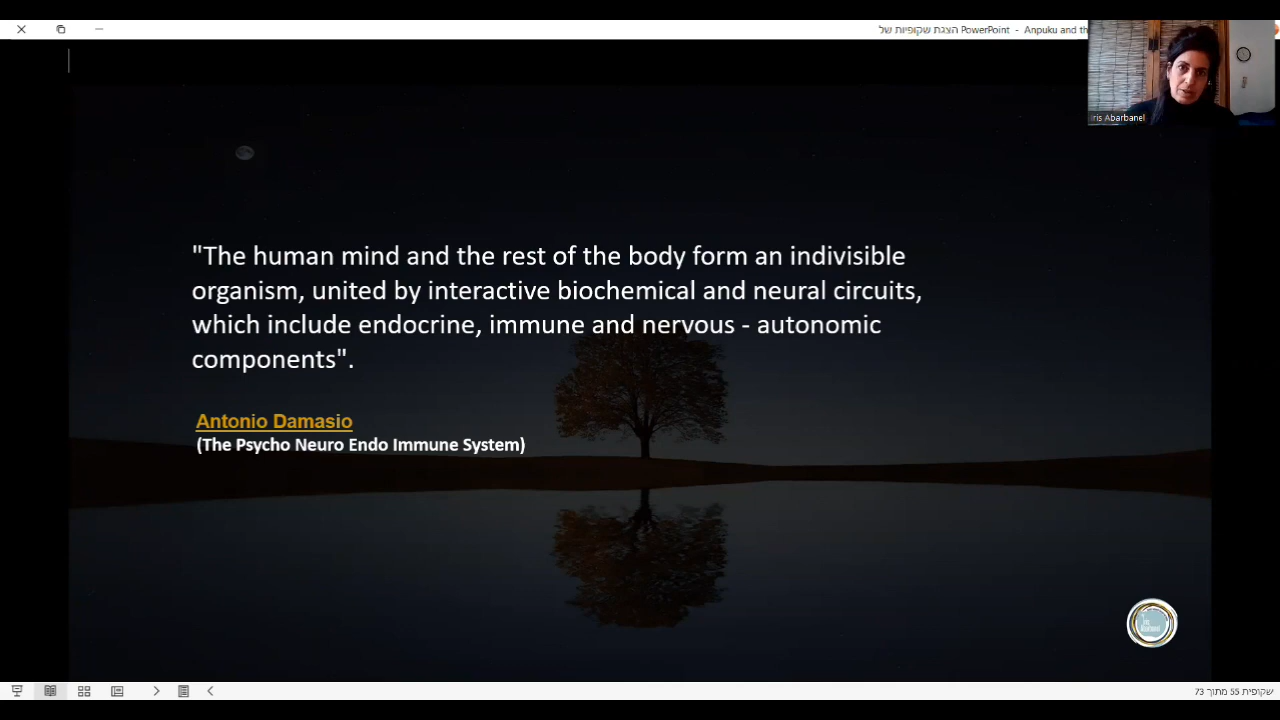 הצגת שקופיות של PowerPoint - Anpuku and th
Iris Abarbanel
"The human mind and the rest of the body form an indivisible
organism, united by interactive biochemical and neural circuits,
which include endocrine, immune and nervous - autonomic
components".
Antonio Damasio
(The Psycho Neuro Endo Immune System)
שקופית 55 מתוך 73